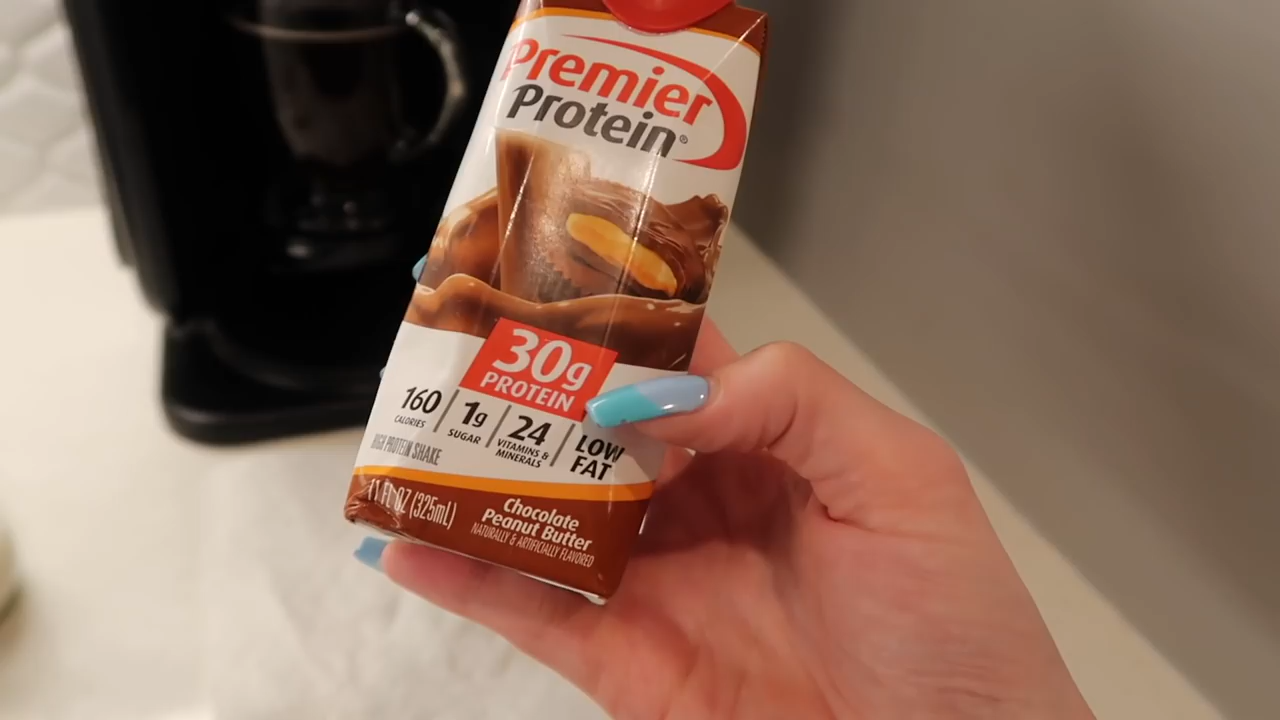 Premier
Protein®
30g
PROTEIN
160
CALORIES
1g
SUGAR
24
VITAMINS &
MINERALS
LOW
FAT
HIGH PROTEIN SHAKE
11 FL OZ (325mL)
Chocolate
Peanut Butter
NATURALLY & ARTIFICIALLY FLAVORED